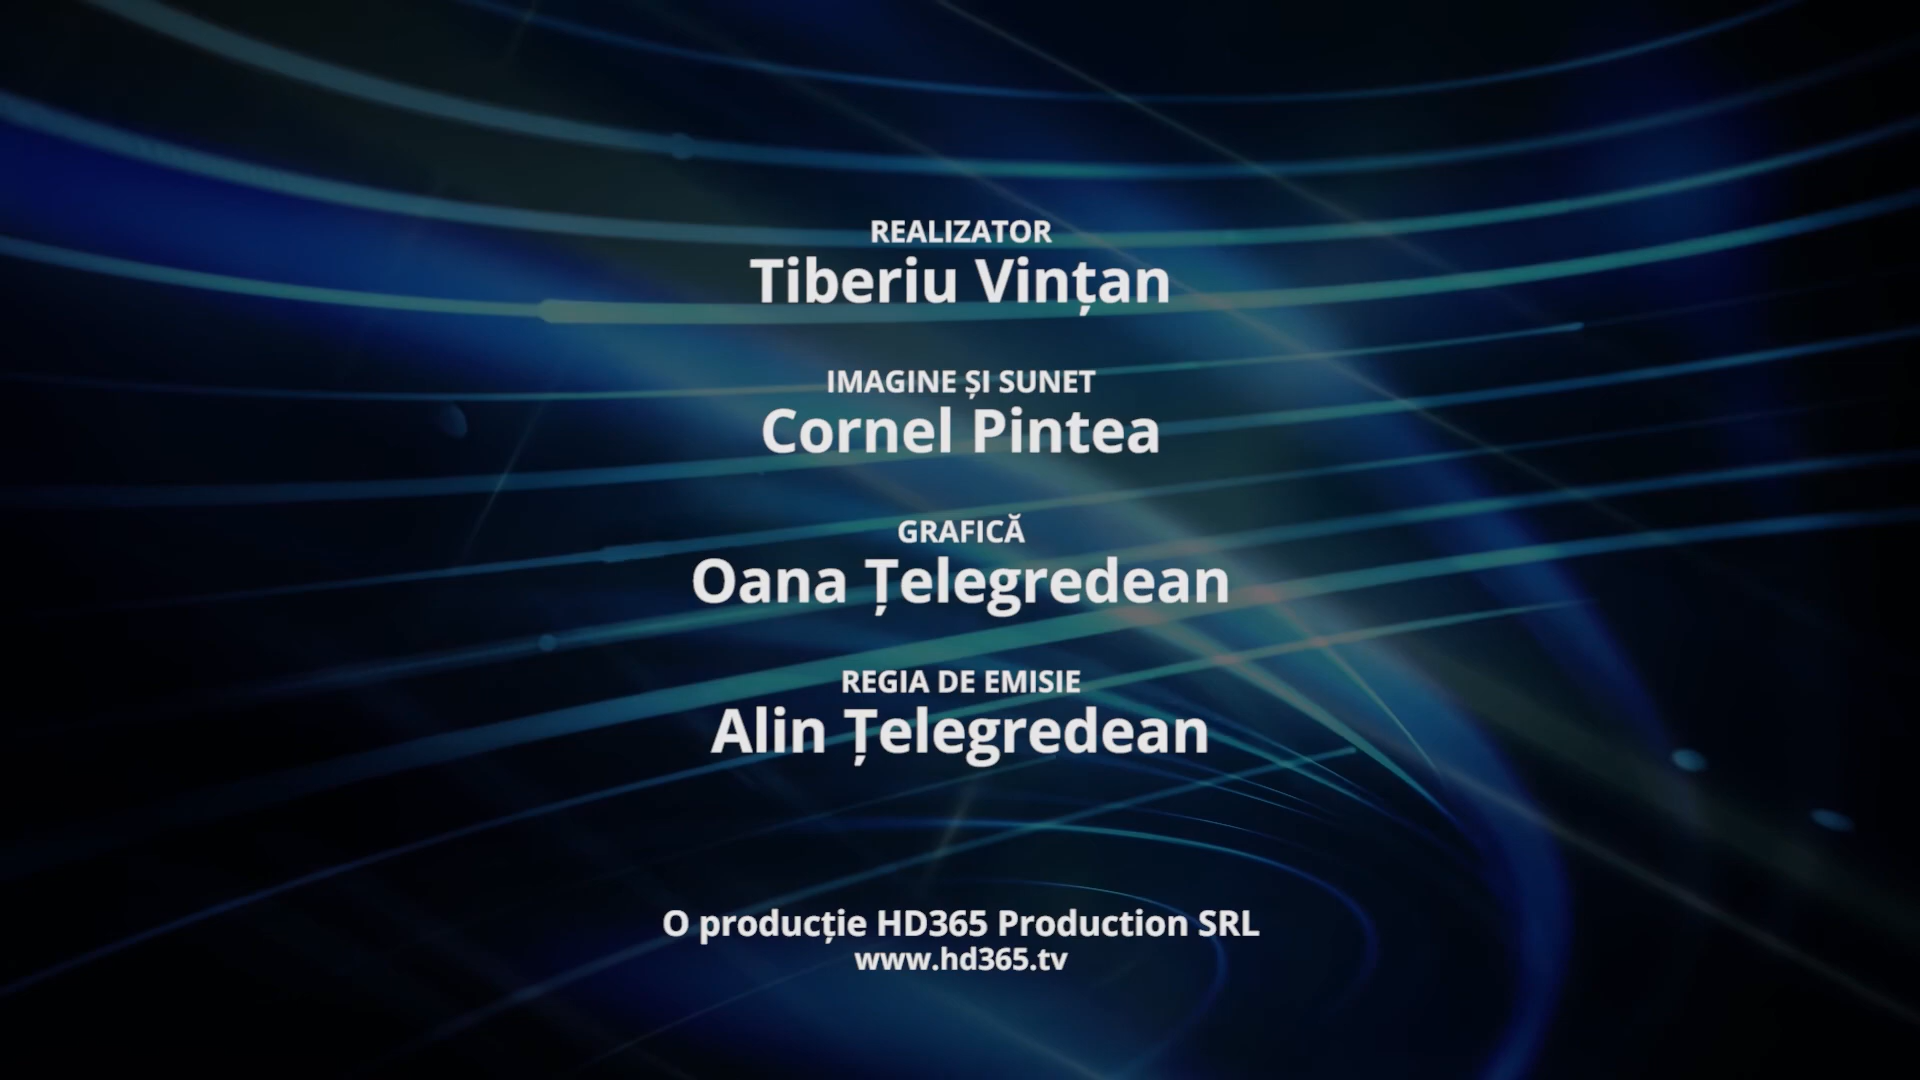 REALIZATOR
Tiberiu Vințan
IMAGINE ȘI SUNET
Cornel Pintea
GRAFICĂ
Oana Țelegredean
REGIA DE EMISIE
Alin Țelegredean
O producție HD365 Production SRL
www.hd365.tv